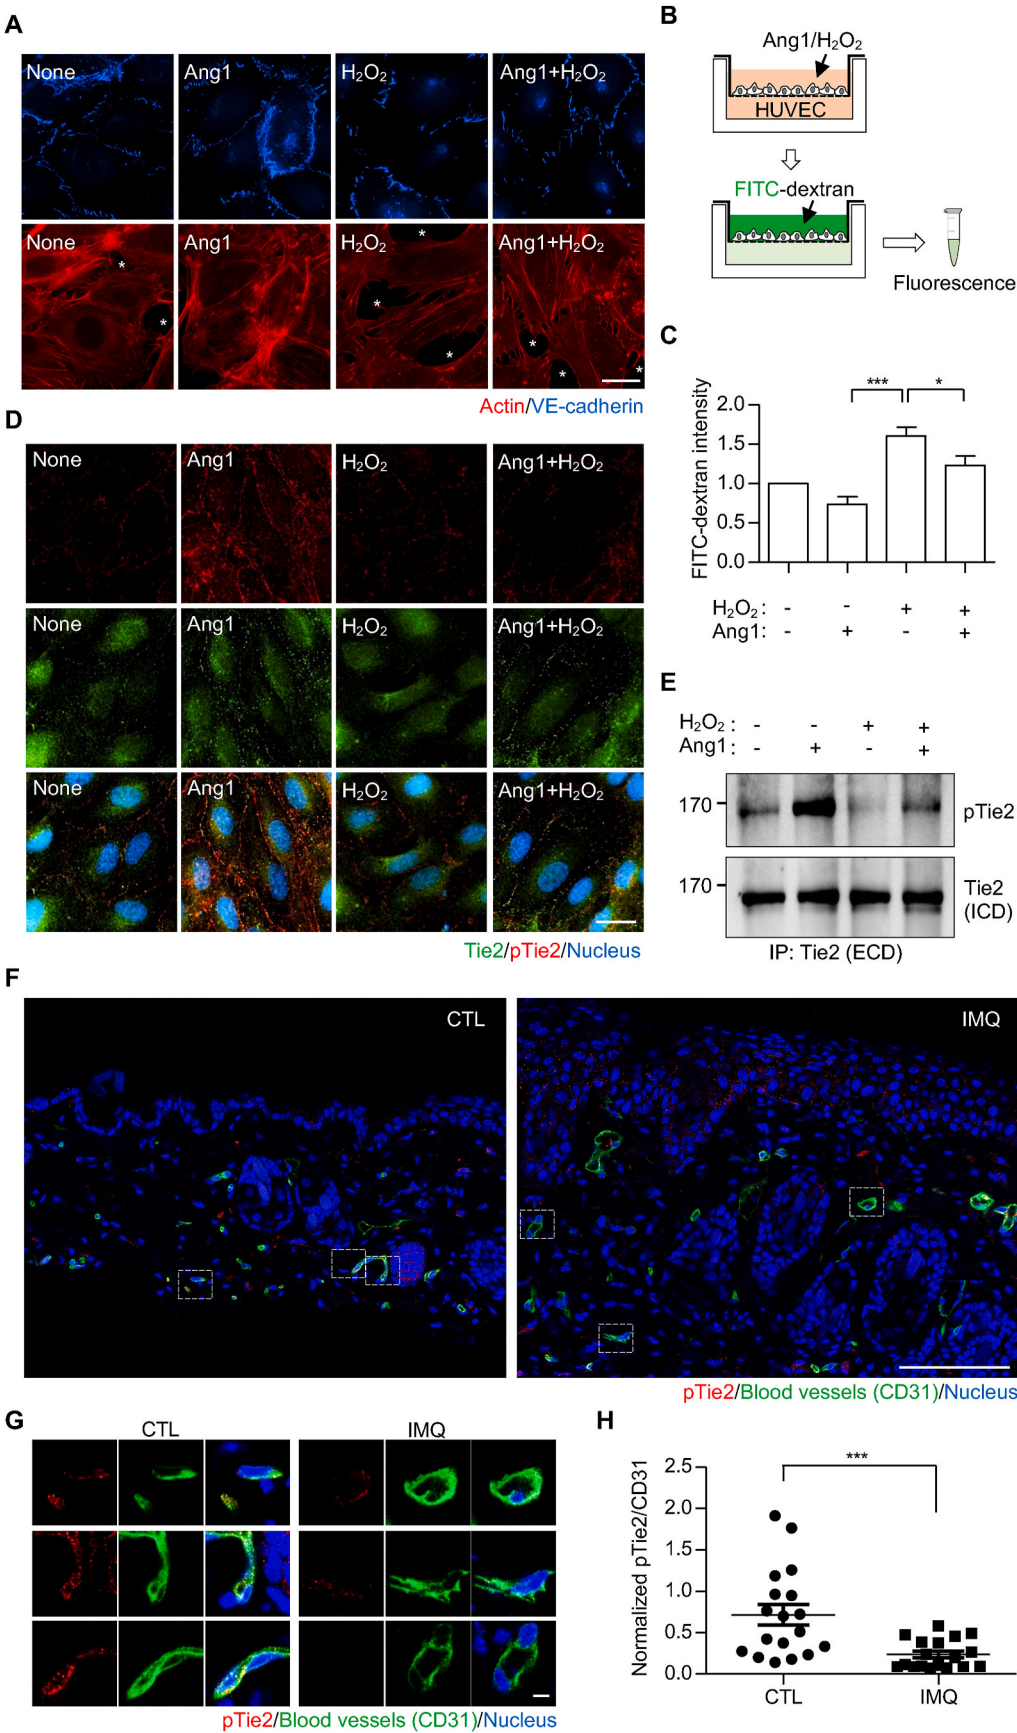 A
None
Ang1
H₂O₂
Ang1+H₂O₂
None
Ang1
H₂O₂
Ang1+H₂O₂
*
*
*
*
*
*
*
*
Actin/VE-cadherin
B
Ang1/H₂O₂
HUVEC
FITC-dextran
Fluorescence
C
*** *
FITC-dextran intensity
2.0
1.5
1.0
0.5
0.0
H₂O₂ : - - + +
Ang1: - + - +
D
None
Ang1
H₂O₂
Ang1+H₂O₂
None
Ang1
H₂O₂
Ang1+H₂O₂
None
Ang1
H₂O₂
Ang1+H₂O₂
Tie2/pTie2/Nucleus
E
H₂O₂ : - - + +
Ang1 : - + - +
170
pTie2
170
Tie2
(ICD)
IP: Tie2 (ECD)
F
CTL
IMQ
pTie2/Blood vessels (CD31)/Nucleus
G
CTL
IMQ
pTie2/Blood vessels (CD31)/Nucleus
H
***
Normalized pTie2/CD31
2.5
2.0
1.5
1.0
0.5
0.0
CTL
IMQ